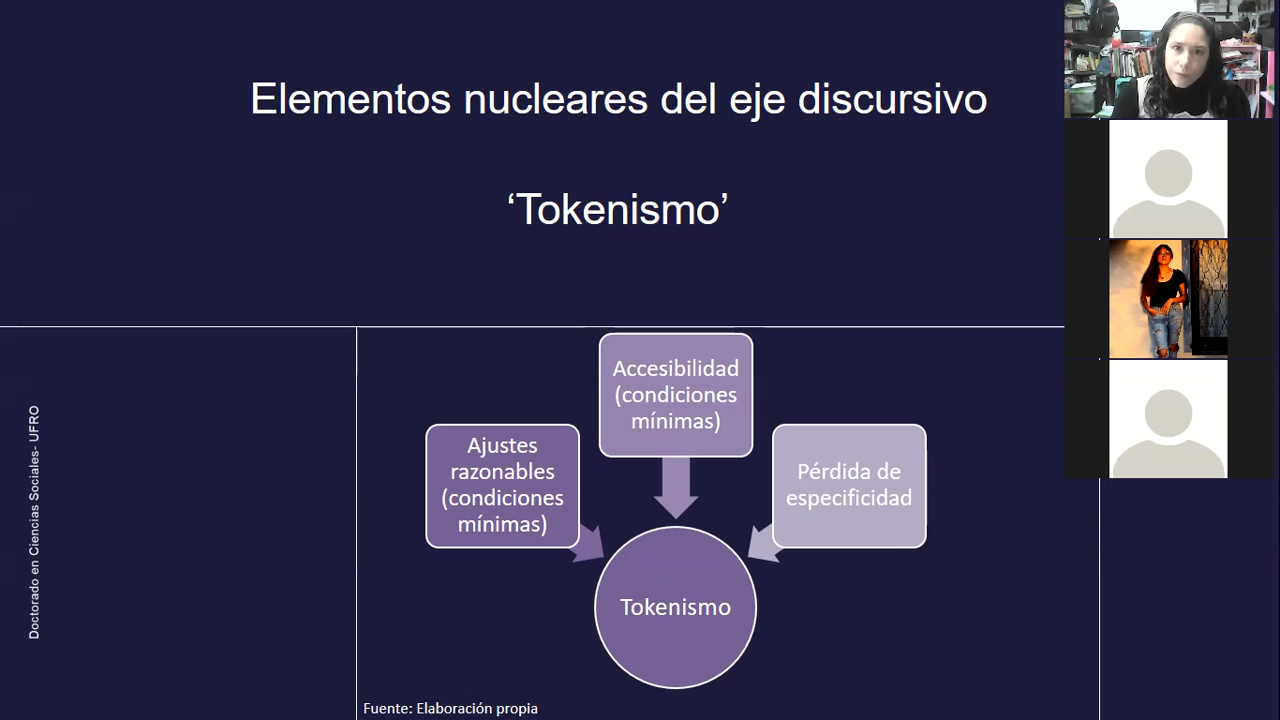 Elementos nucleares del eje discursivo
‘Tokenismo’
Accesibilidad
(condiciones
mínimas)
Ajustes
razonables
(condiciones
mínimas)
Pérdida de
especificidad
Tokenismo
Doctorado en Ciencias Sociales- UFRO
Fuente: Elaboración propia